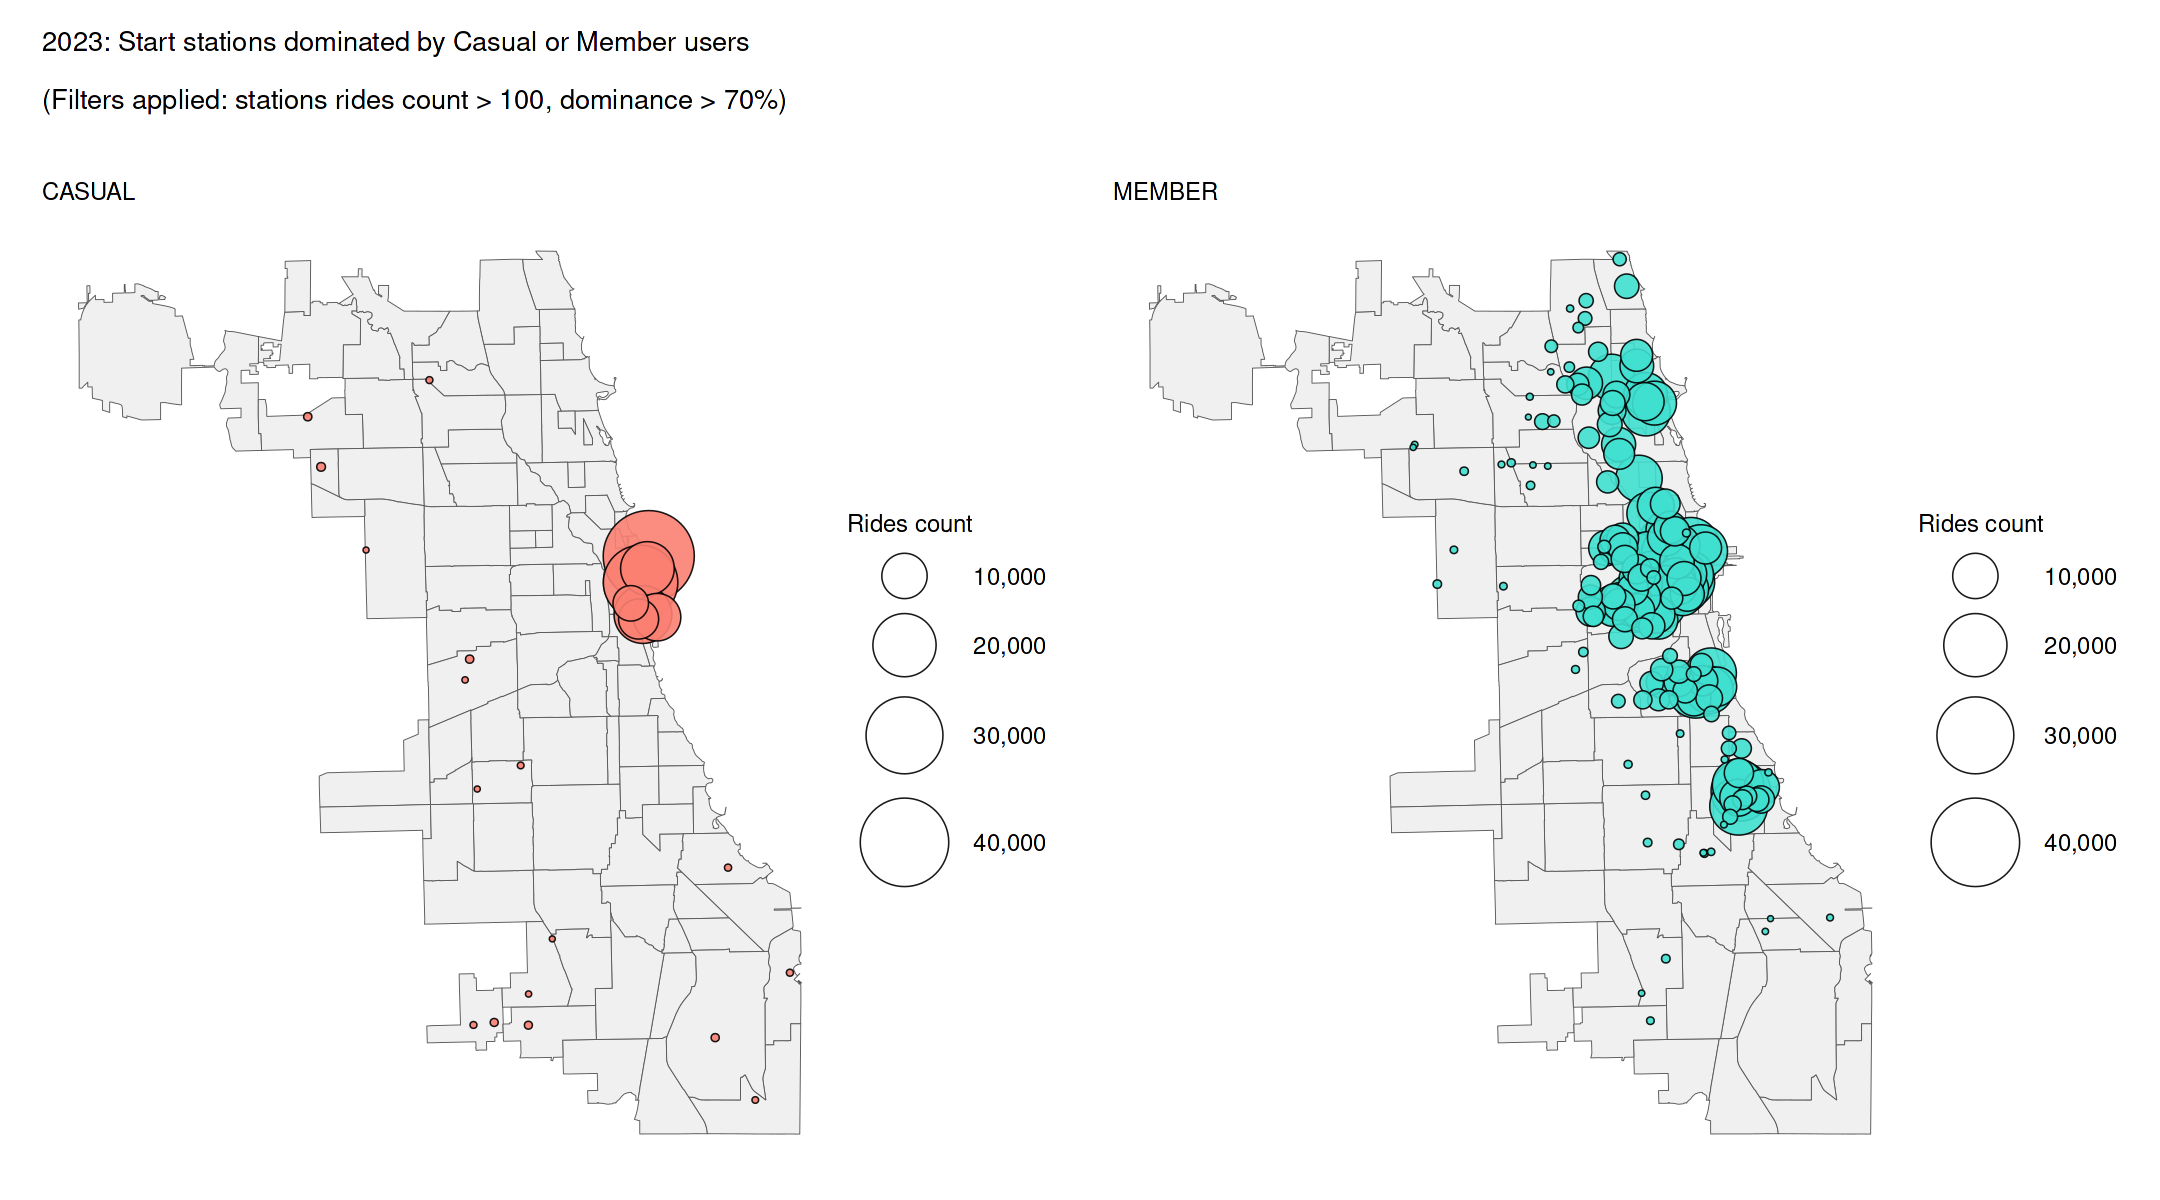 2023: Start stations dominated by Casual or Member users
(Filters applied: stations rides count > 100, dominance > 70%)
CASUAL
Rides count
10,000
20,000
30,000
40,000
MEMBER
Rides count
10,000
20,000
30,000
40,000